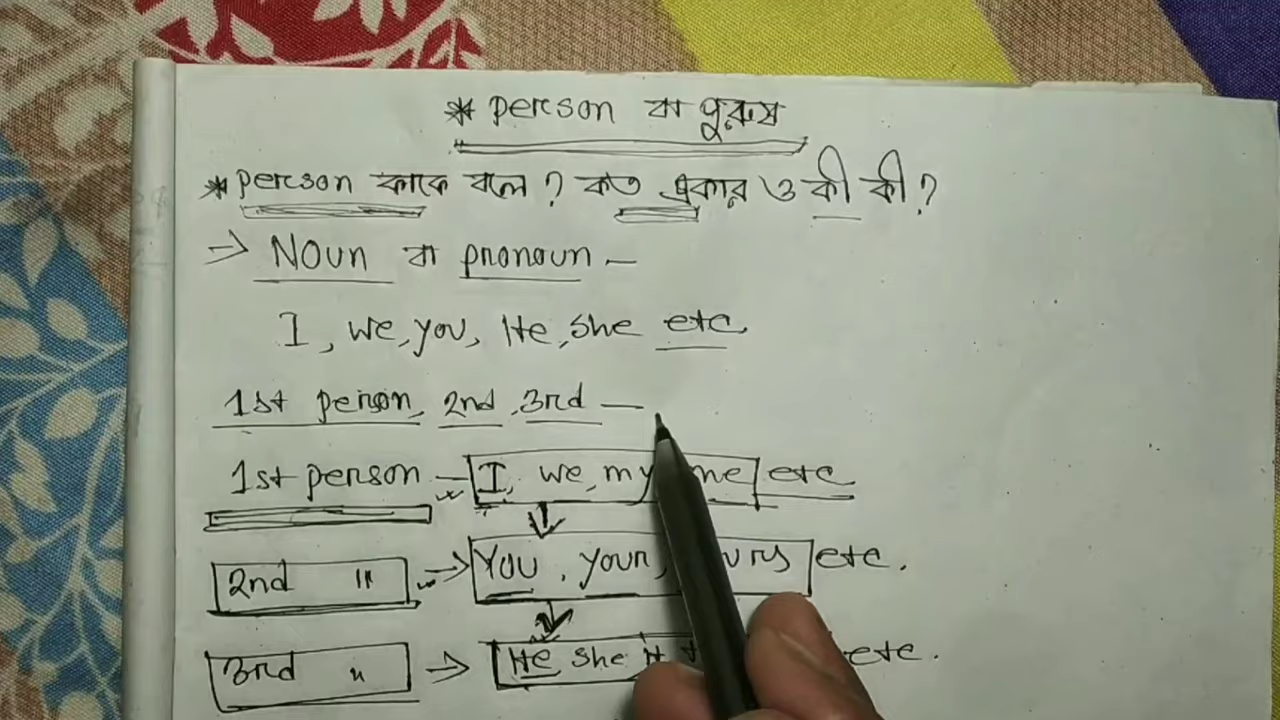 * person বা পুরুষ
* person কাকে বলে? কত প্রকার ও কী কী?
⇒ Noun বা pronoun —
I, we, you, He, she etc.
1st person, 2nd, 3rd —
1st person — I, we, my, me etc
2nd " → You, your, etc.
3rd " → He she it etc.